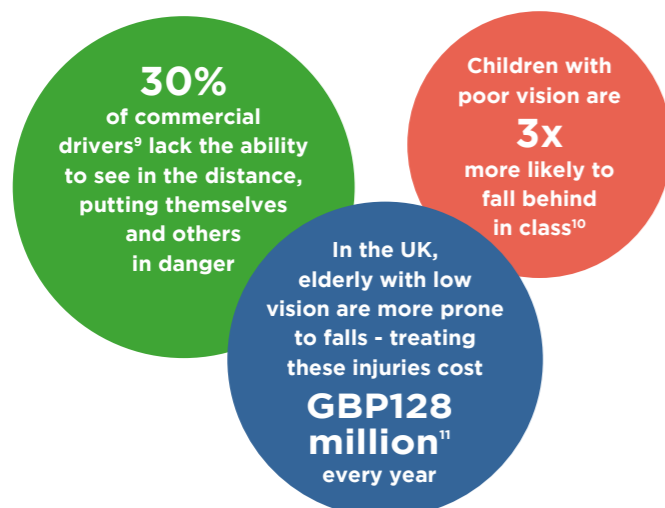 30%
of commercial
drivers⁹ lack the ability
to see in the distance,
putting themselves
and others
in danger
Children with
poor vision are
3x
more likely to
fall behind
in class¹⁰
In the UK,
elderly with low
vision are more prone
to falls - treating
these injuries cost
GBP128
million¹¹
every year